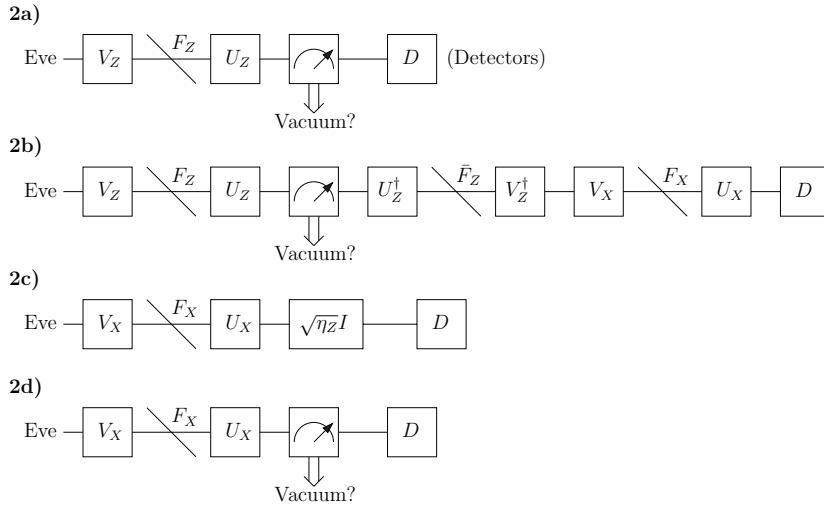 2a)
Eve V_Z F_Z U_Z D (Detectors)
Vacuum?
2b)
Eve V_Z F_Z U_Z U_Z^† F̄_Z V_Z^† V_X F_X U_X D
Vacuum?
2c)
Eve V_X F_X U_X √η_Z I D
2d)
Eve V_X F_X U_X D
Vacuum?